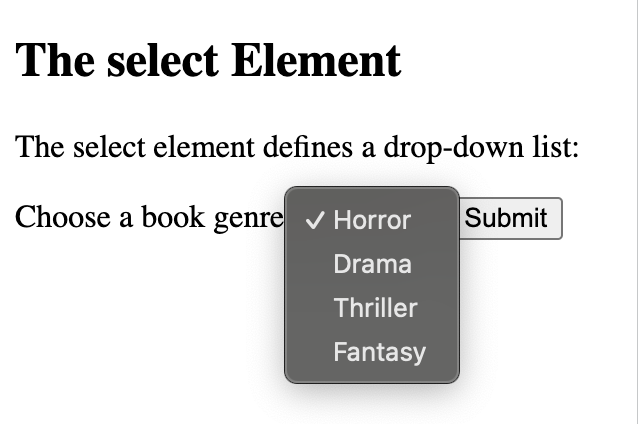 The select Element
The select element defines a drop-down list:
Choose a book genre ✓ Horror Submit
Drama
Thriller
Fantasy